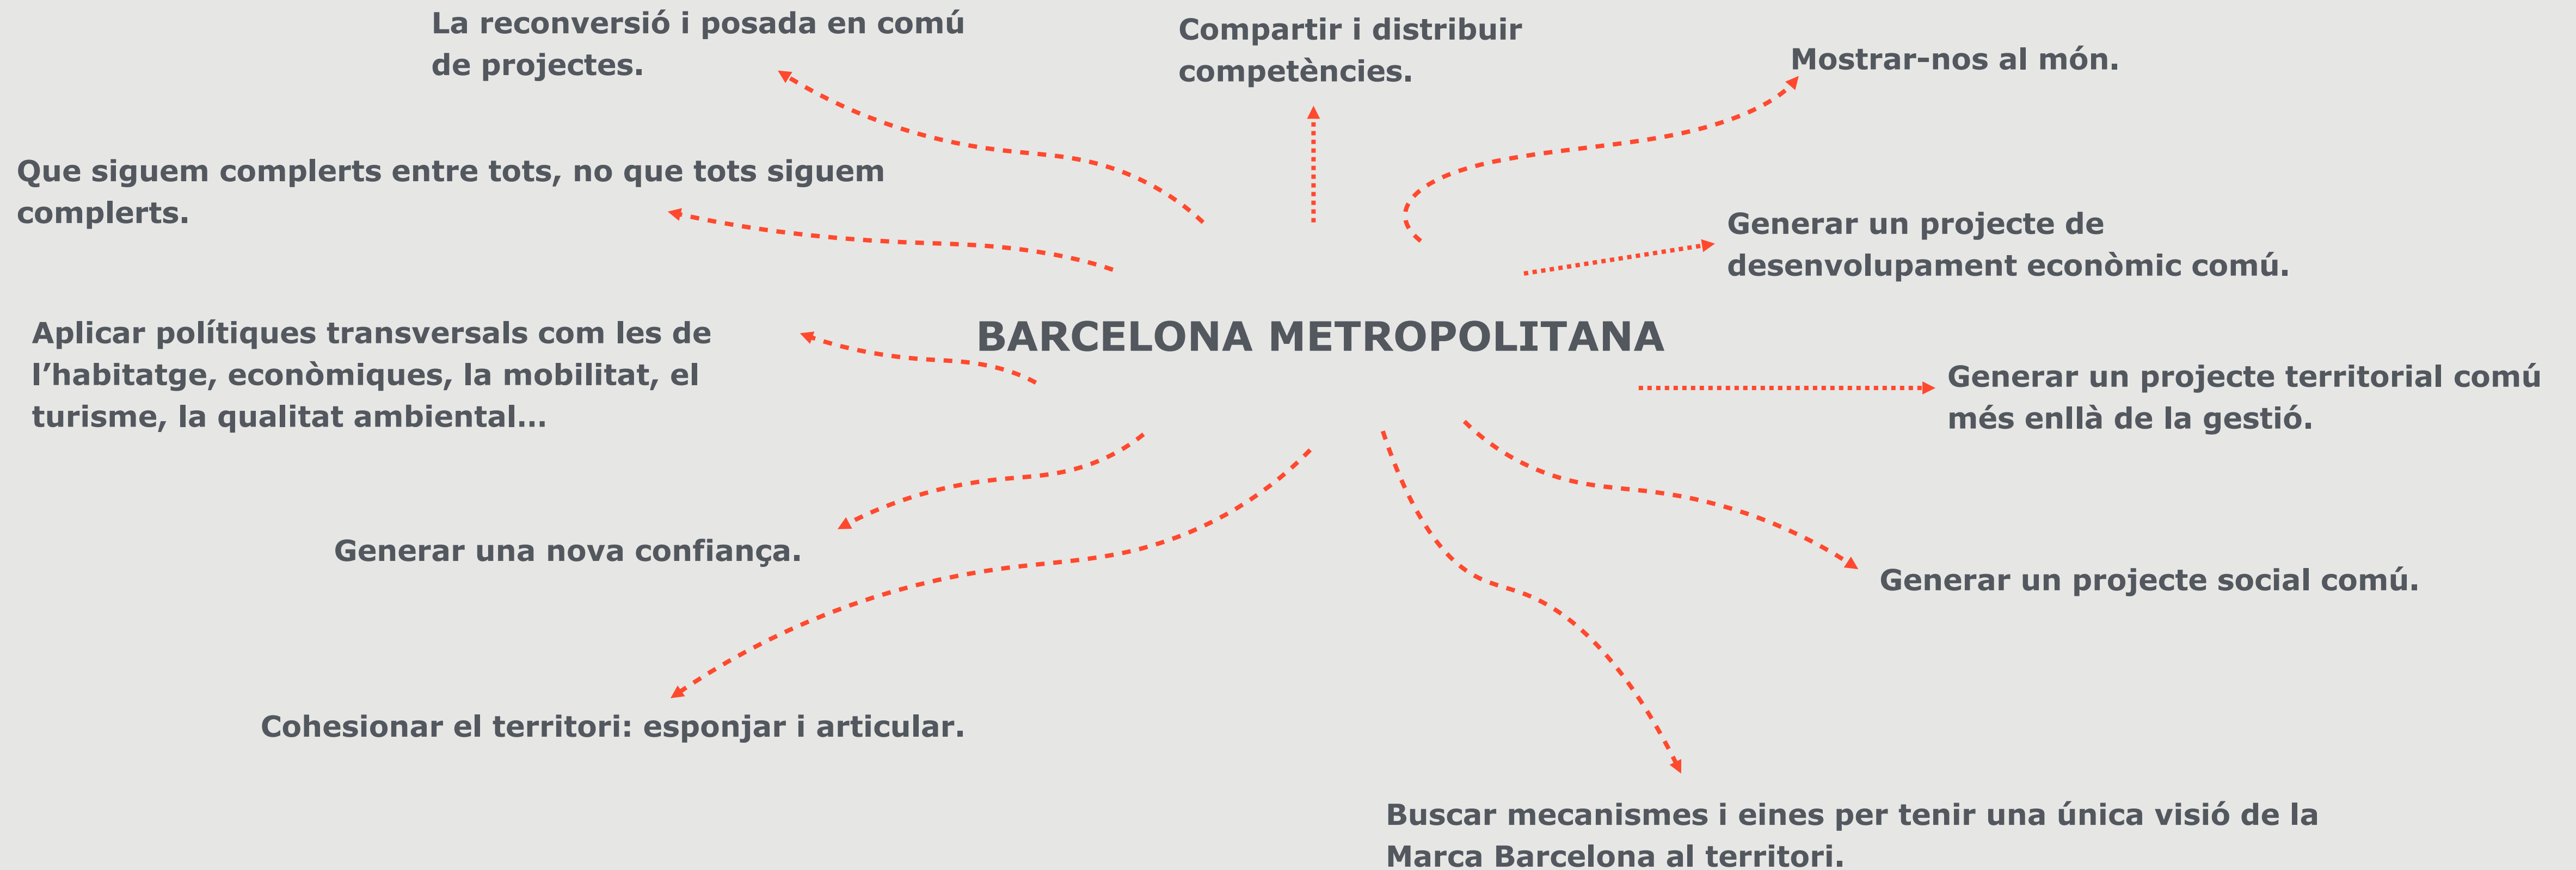 La reconversió i posada en comú
de projectes.
Compartir i distribuir
competències.
Mostrar-nos al món.
Que siguem complerts entre tots, no que tots siguem
complerts.
Generar un projecte de
desenvolupament econòmic comú.
Aplicar polítiques transversals com les de
l’habitatge, econòmiques, la mobilitat, el
turisme, la qualitat ambiental…
BARCELONA METROPOLITANA
Generar un projecte territorial comú
més enllà de la gestió.
Generar una nova confiança.
Generar un projecte social comú.
Cohesionar el territori: esponjar i articular.
Buscar mecanismes i eines per tenir una única visió de la
Marca Barcelona al territori.